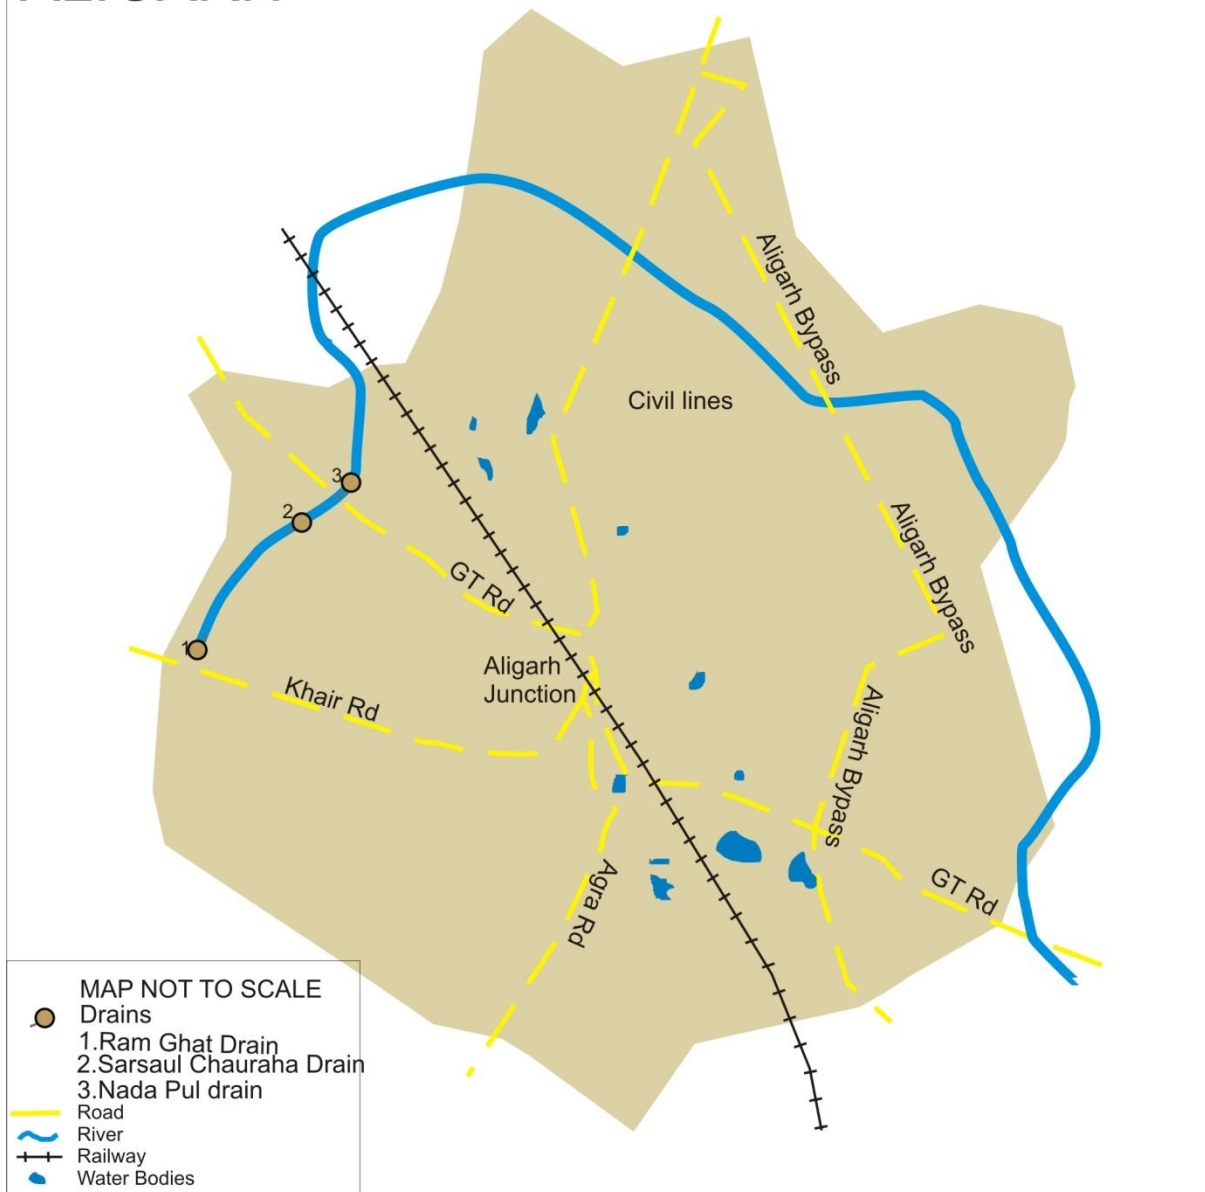 Aligarh Bypass
Civil lines
3
2
Aligarh Bypass
GT Rd
1
Aligarh
Junction
Khair Rd
Aligarh Bypass
Agra Rd
GT Rd
MAP NOT TO SCALE
Drains
1.Ram Ghat Drain
2.Sarsaul Chauraha Drain
3.Nada Pul drain
Road
River
Railway
Water Bodies